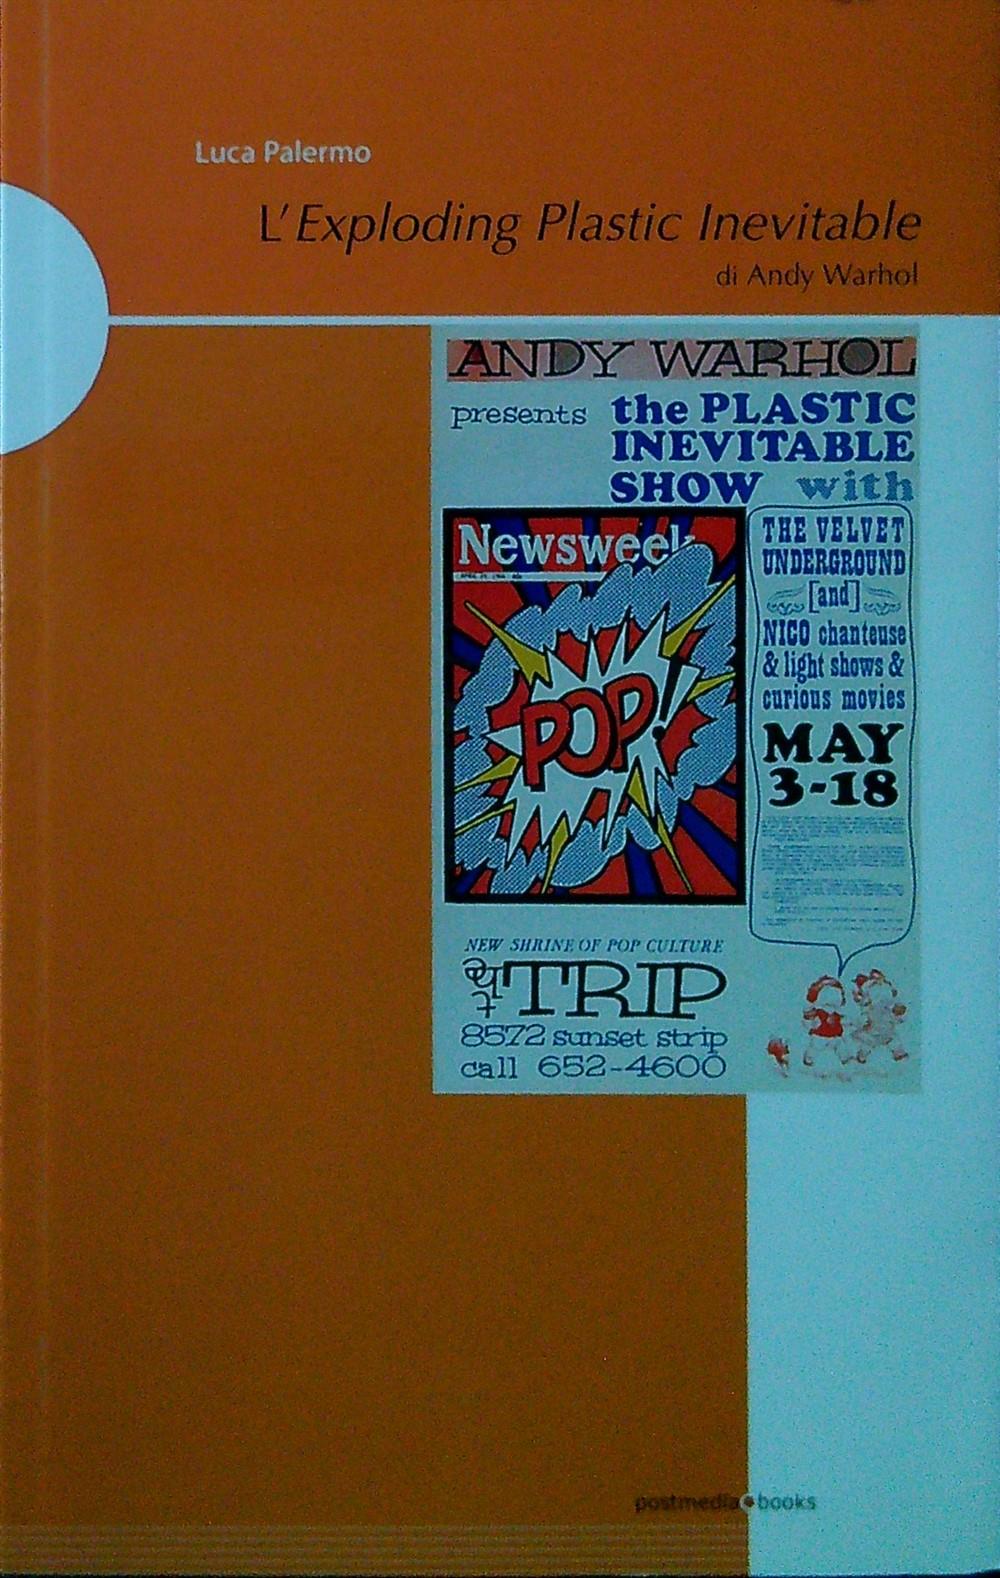 Luca Palermo
L'Exploding Plastic Inevitable
di Andy Warhol
ANDY WARHOL
presents the PLASTIC
INEVITABLE
SHOW with
Newsweek
THE VELVET
UNDERGROUND
[and]
NICO chanteuse
& light shows &
curious movies
MAY
3-18
POP!
NEW SHRINE OF POP CULTURE
the TRIP
8572 sunset strip
call 652-4600
postmedia•books